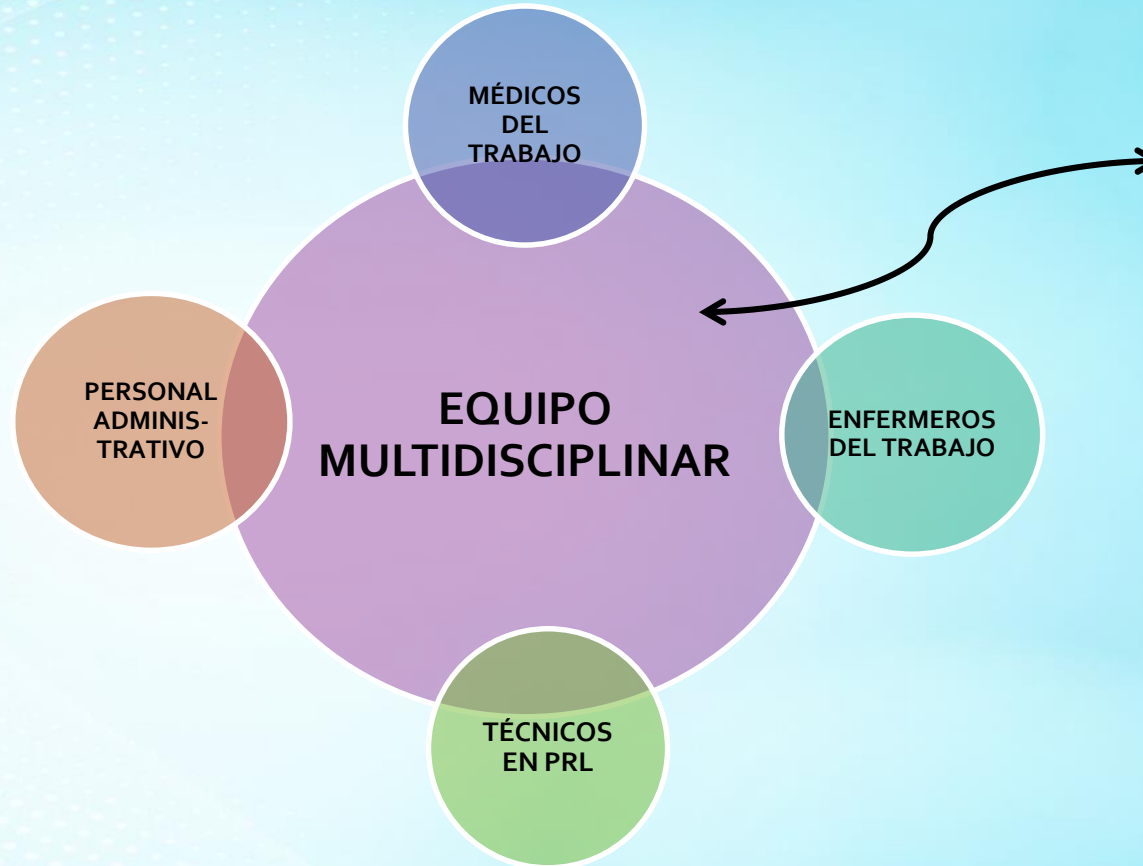 MÉDICOS
DEL
TRABAJO
PERSONAL
ADMINIS-
TRATIVO
EQUIPO
MULTIDISCIPLINAR
ENFERMEROS
DEL TRABAJO
TÉCNICOS
EN PRL